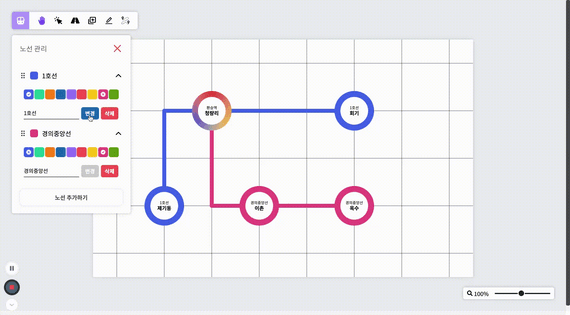 노선 관리
1호선
1호선
변경
삭제
경의중앙선
경의중앙선
변경
삭제
노선 추가하기
환승역
청량리
1호선
회기
1호선
제기동
경의중앙선
이촌
경의중앙선
옥수
100%